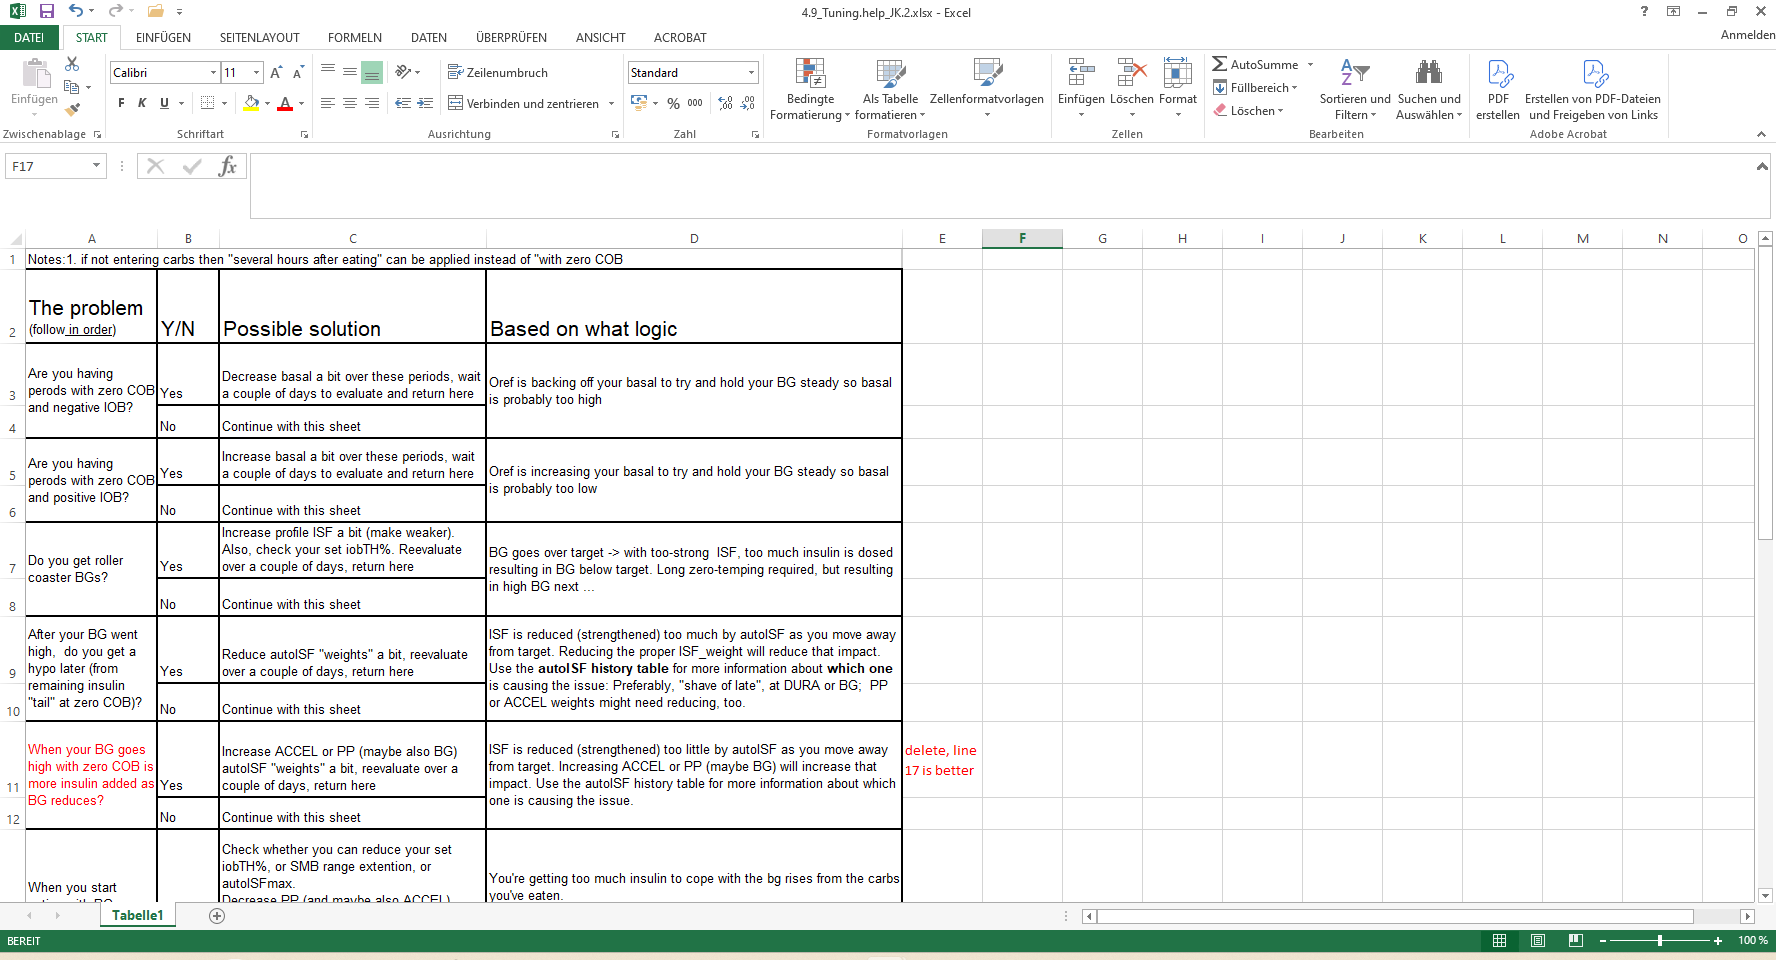 4.9_Tuning.help_JK.2.xlsx - Excel
DATEI START EINFÜGEN SEITENLAYOUT FORMELN DATEN ÜBERPRÜFEN ANSICHT ACROBAT
Anmelden
Einfügen
Zwischenablage
Calibri 11
F K U
Schriftart
Zeilenumbruch
Verbinden und zentrieren
Ausrichtung
Standard
% 000
Zahl
Bedingte Formatierung
Als Tabelle formatieren
Zellenformatvorlagen
Formatvorlagen
Einfügen Löschen Format
Zellen
AutoSumme
Füllbereich
Löschen
Sortieren und Filtern
Suchen und Auswählen
Bearbeiten
PDF erstellen
Erstellen von PDF-Dateien und Freigeben von Links
Adobe Acrobat
F17
fx
A B C D E F G H I J K L M N O
1 Notes:1. if not entering carbs then "several hours after eating" can be applied instead of "with zero COB
2
The problem
(follow in order)
Y/N
Possible solution
Based on what logic
3
Are you having
perods with zero COB
and negative IOB?
Yes
Decrease basal a bit over these periods, wait
a couple of days to evaluate and return here
Oref is backing off your basal to try and hold your BG steady so basal
is probably too high
4
No
Continue with this sheet
5
Are you having
perods with zero COB
and positive IOB?
Yes
Increase basal a bit over these periods, wait
a couple of days to evaluate and return here
Oref is increasing your basal to try and hold your BG steady so basal
is probably too low
6
No
Continue with this sheet
7
Do you get roller
coaster BGs?
Yes
Increase profile ISF a bit (make weaker).
Also, check your set iobTH%. Reevaluate
over a couple of days, return here
BG goes over target -> with too-strong  ISF, too much insulin is dosed
resulting in BG below target. Long zero-temping required, but resulting
in high BG next ...
8
No
Continue with this sheet
9
After your BG went
high,  do you get a
hypo later (from
remaining insulin
"tail" at zero COB)?
Yes
Reduce autoISF "weights" a bit, reevaluate
over a couple of days, return here
ISF is reduced (strengthened) too much by autoISF as you move away
from target. Reducing the proper ISF_weight will reduce that impact.
Use the autoISF history table for more information about which one
is causing the issue: Preferably, "shave of late", at DURA or BG;  PP
or ACCEL weights might need reducing, too.
10
No
Continue with this sheet
11
When your BG goes
high with zero COB is
more insulin added as
BG reduces?
Yes
Increase ACCEL or PP (maybe also BG)
autoISF "weights" a bit, reevaluate over a
couple of days, return here
ISF is reduced (strengthened) too little by autoISF as you move away
from target. Increasing ACCEL or PP (maybe BG) will increase that
impact. Use the autoISF history table for more information about which
one is causing the issue.
delete, line
17 is better
12
No
Continue with this sheet
When you start
Check whether you can reduce your set
iobTH%, or SMB range extention, or
autoISFmax.
Decrease PP (and maybe also ACCEL)
You're getting too much insulin to cope with the bg rises from the carbs
you've eaten.
Tabelle1
BEREIT
100 %